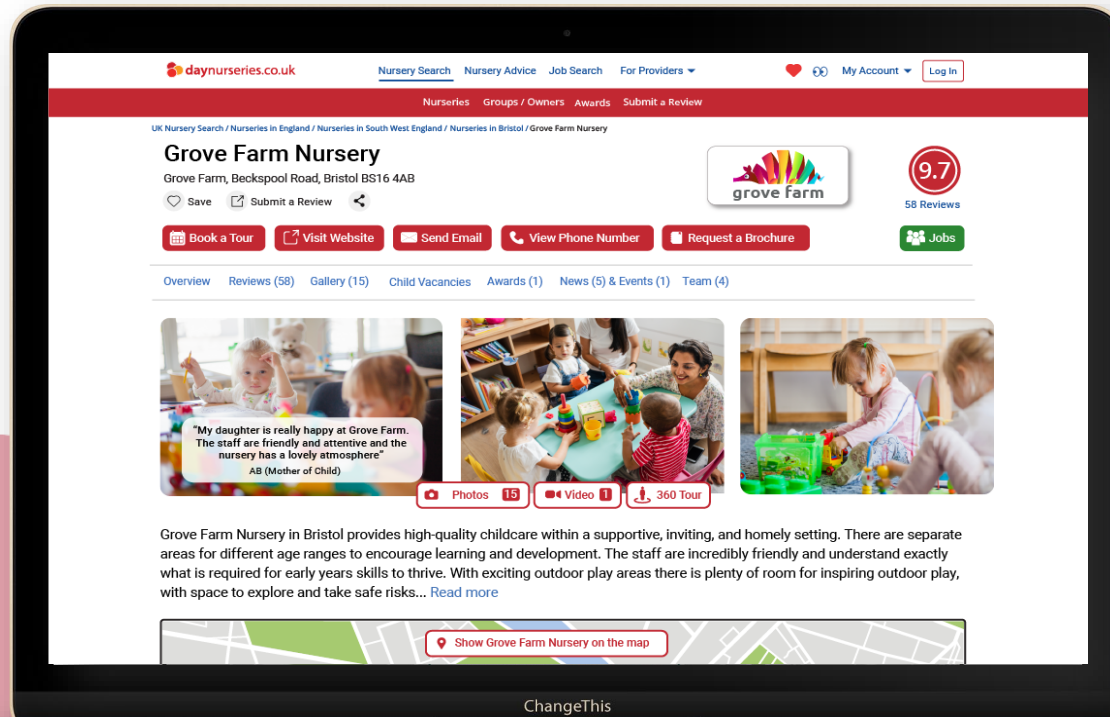 daynurseries.co.uk
Nursery Search Nursery Advice Job Search For Providers My Account Log In
Nurseries Groups / Owners Awards Submit a Review
UK Nursery Search / Nurseries in England / Nurseries in South West England / Nurseries in Bristol / Grove Farm Nursery
Grove Farm Nursery
Grove Farm, Beckspool Road, Bristol BS16 4AB
Save Submit a Review
grove farm
9.7
58 Reviews
Book a Tour Visit Website Send Email View Phone Number Request a Brochure Jobs
Overview Reviews (58) Gallery (15) Child Vacancies Awards (1) News (5) & Events (1) Team (4)
"My daughter is really happy at Grove Farm.
The staff are friendly and attentive and the
nursery has a lovely atmosphere"
AB (Mother of Child)
Photos 15 Video 1 360 Tour
Grove Farm Nursery in Bristol provides high-quality childcare within a supportive, inviting, and homely setting. There are separate
areas for different age ranges to encourage learning and development. The staff are incredibly friendly and understand exactly
what is required for early years skills to thrive. With exciting outdoor play areas there is plenty of room for inspiring outdoor play,
with space to explore and take safe risks... Read more
Show Grove Farm Nursery on the map
ChangeThis